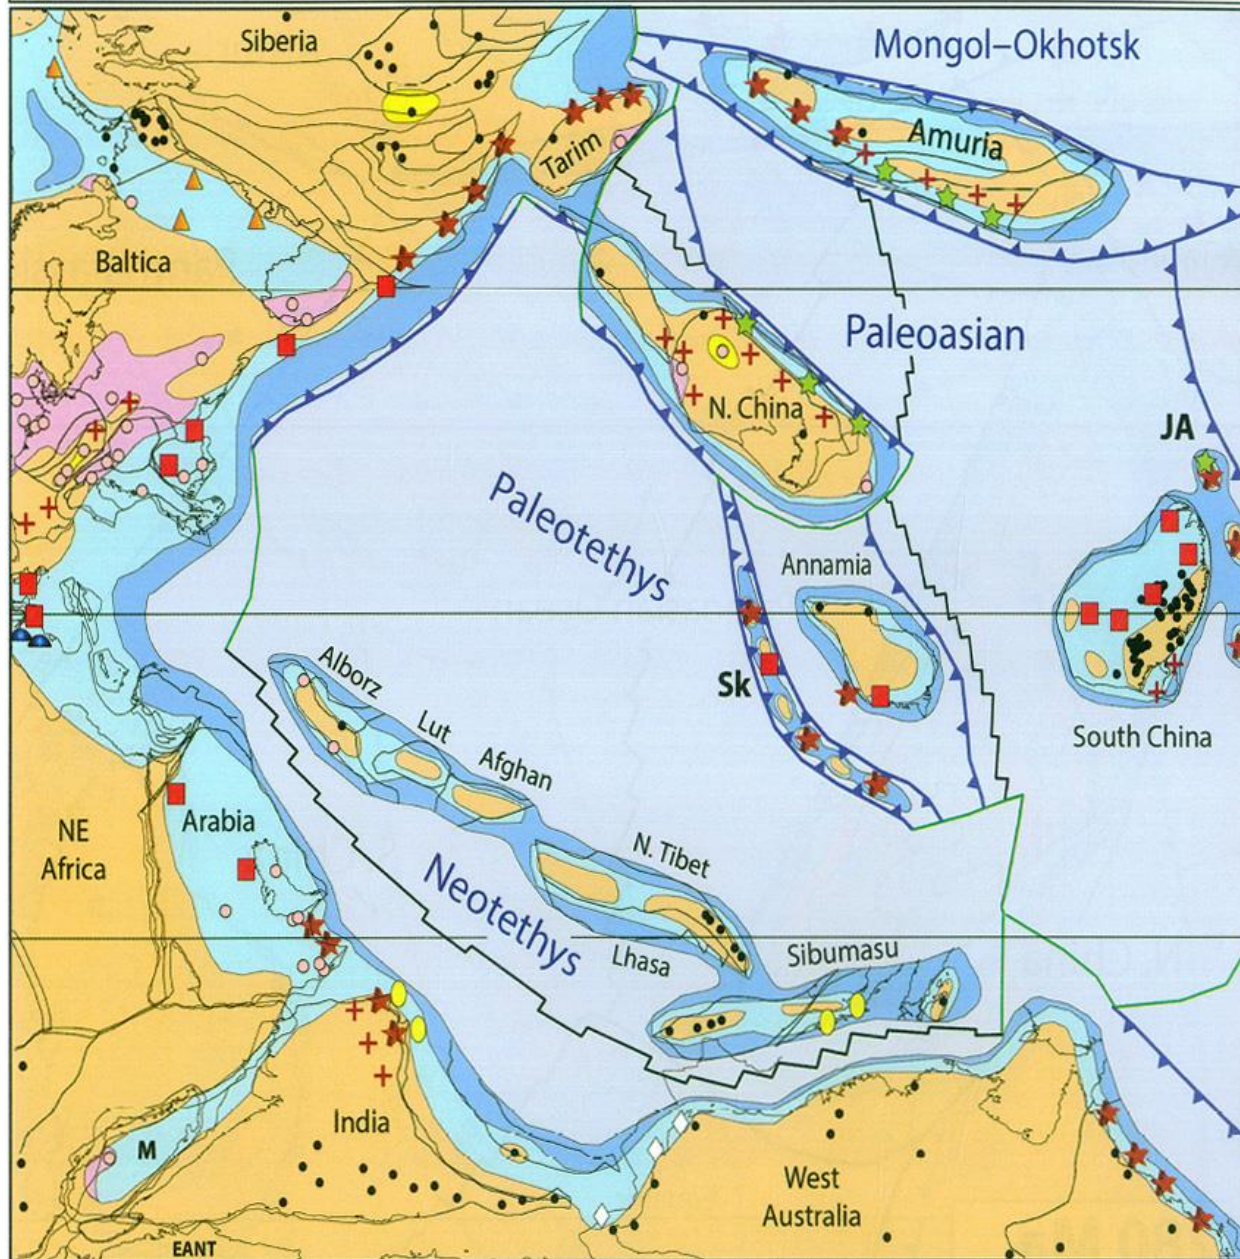 Siberia
Mongol–Okhotsk
Amuria
Tarim
Baltica
Paleoasian
N. China
JA
Paleotethys
Annamia
Alborz
Sk
Lut
South China
Afghan
NE
Africa
Arabia
N. Tibet
Neotethys
Lhasa
Sibumasu
India
M
West
Australia
EANT